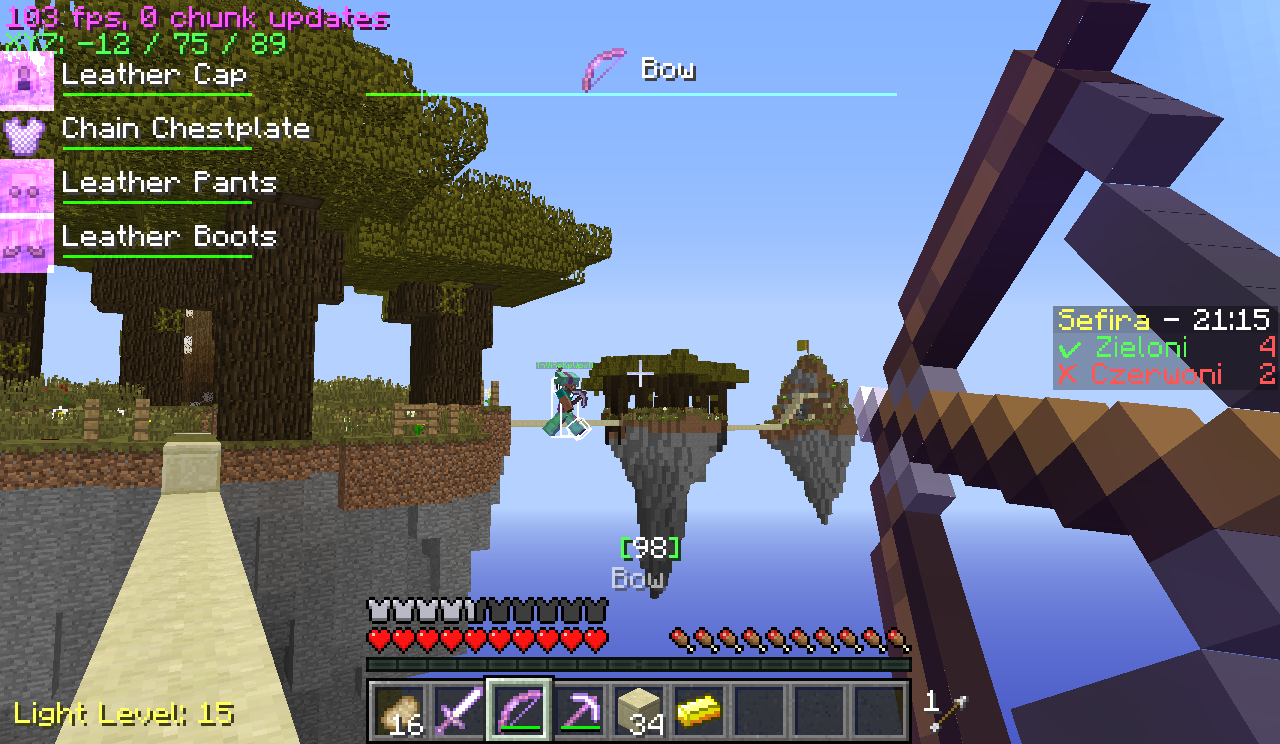 103 fps, 0 chunk updates
XYZ: -12 / 75 / 89
Leather Cap
Bow
Chain Chestplate
Leather Pants
Leather Boots
Sefira - 21:15
✓ Zieloni 4
X Czerwoni 2
[98]
Bow
Light Level: 15
16
34
1